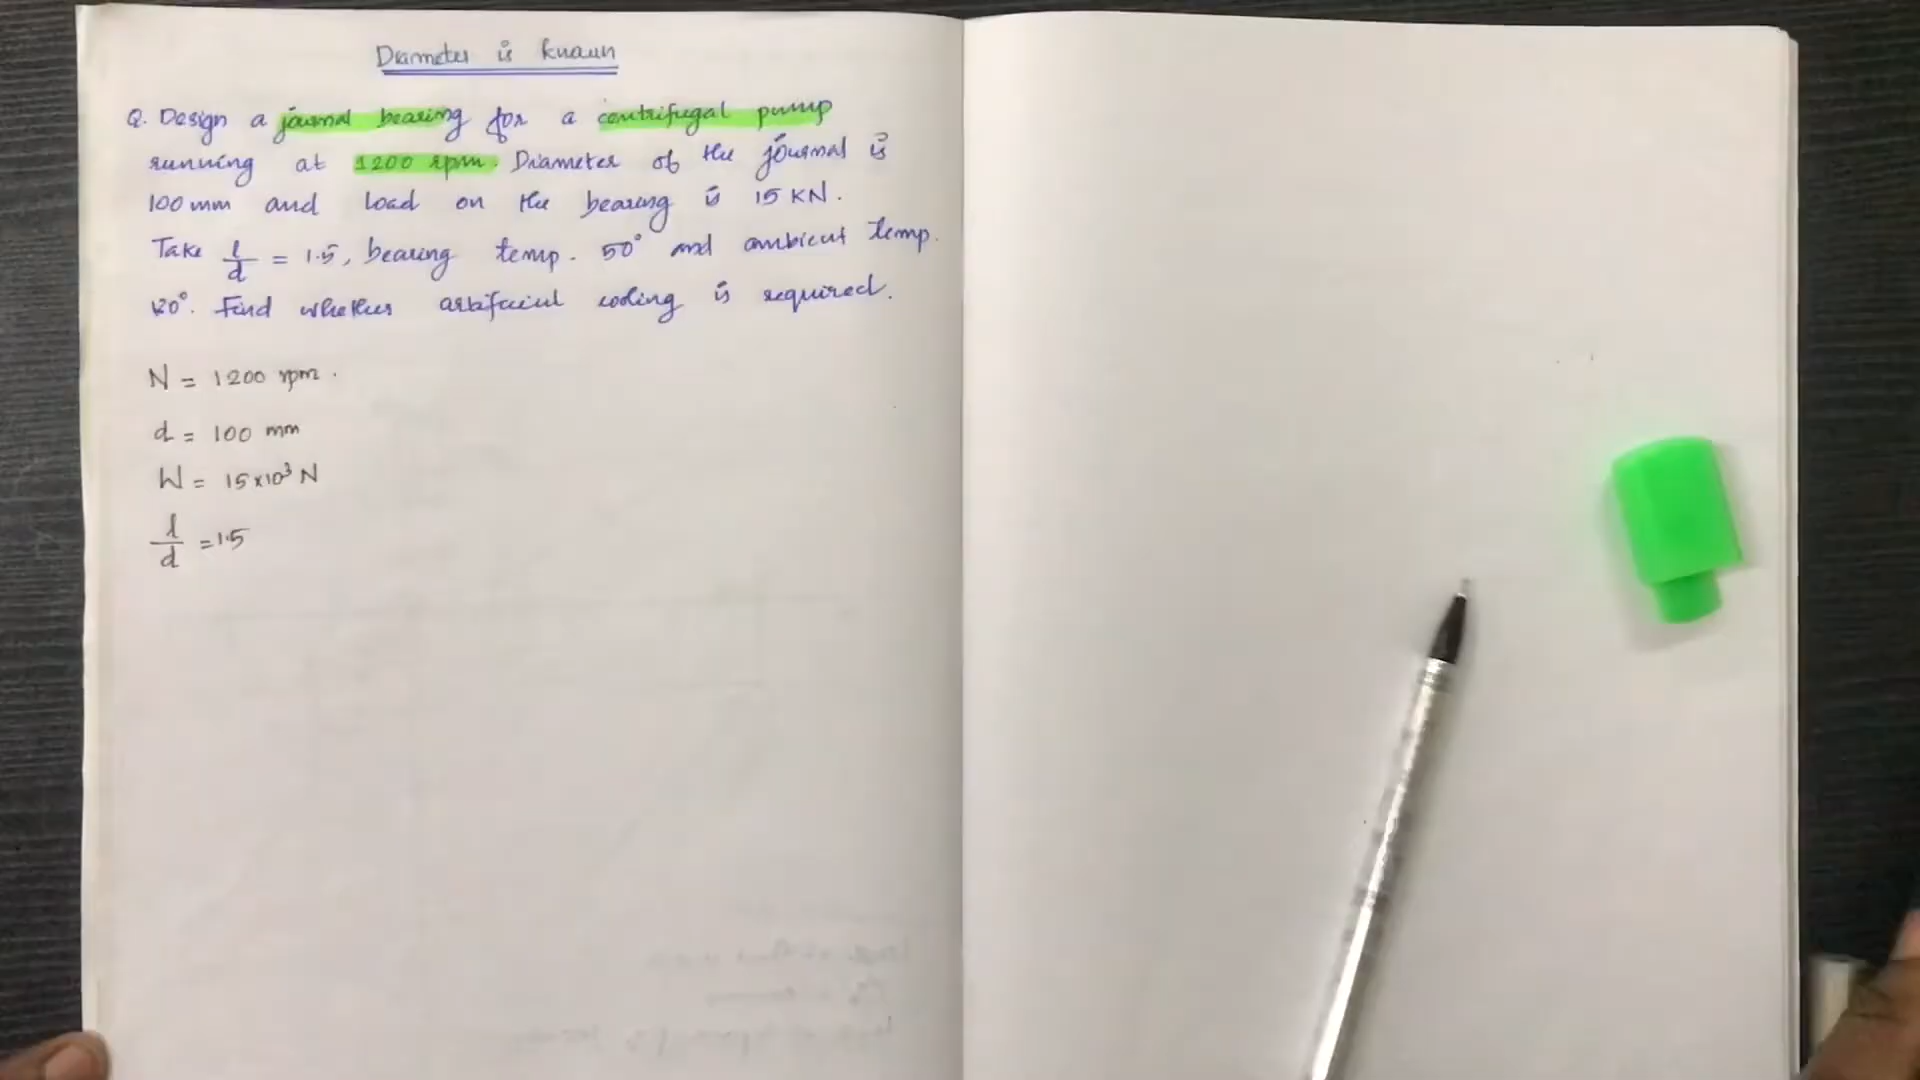 Diameter is known
Q. Design a journal bearing for a centrifugal pump
running at 1200 rpm. Diameter of the journal is
100 mm and load on the bearing is 15 KN.
Take l/d = 1.5, bearing temp. 50° and ambient temp.
20°. Find whether artificial cooling is required.
N = 1200 rpm.
d = 100 mm
W = 15×10³ N
l/d = 1.5